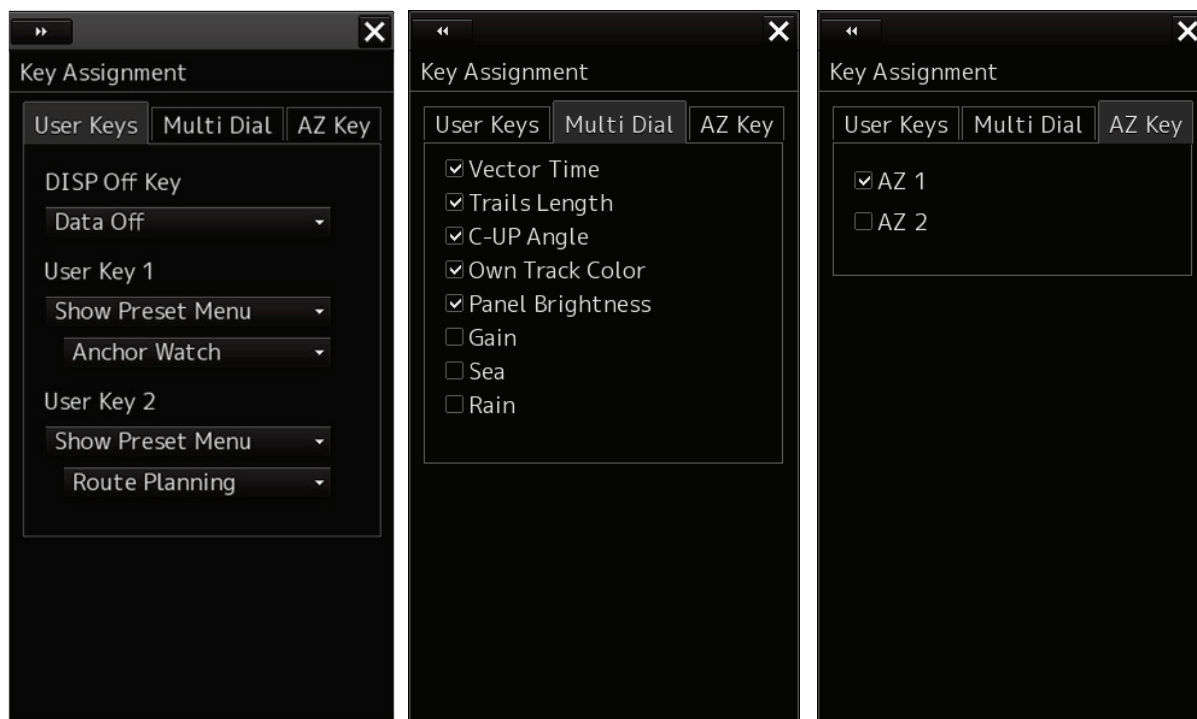 Key Assignment
User Keys Multi Dial AZ Key
DISP Off Key
Data Off
User Key 1
Show Preset Menu
Anchor Watch
User Key 2
Show Preset Menu
Route Planning
Key Assignment
User Keys Multi Dial AZ Key
Vector Time
Trails Length
C-UP Angle
Own Track Color
Panel Brightness
Gain
Sea
Rain
Key Assignment
User Keys Multi Dial AZ Key
AZ 1
AZ 2